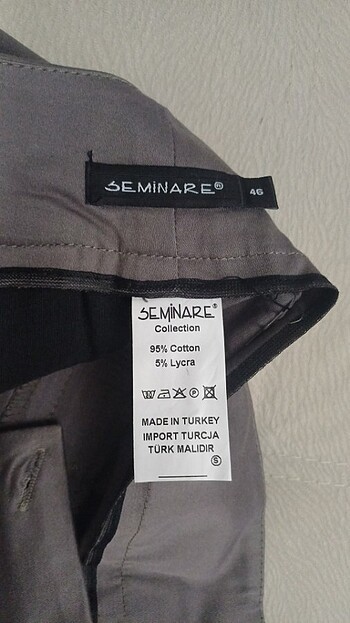 SEMiNARE®
46
SEMiNARE®
Collection
95% Cotton
5% Lycra
P
MADE IN TURKEY
IMPORT TURCJA
TÜRK MALIDIR
S